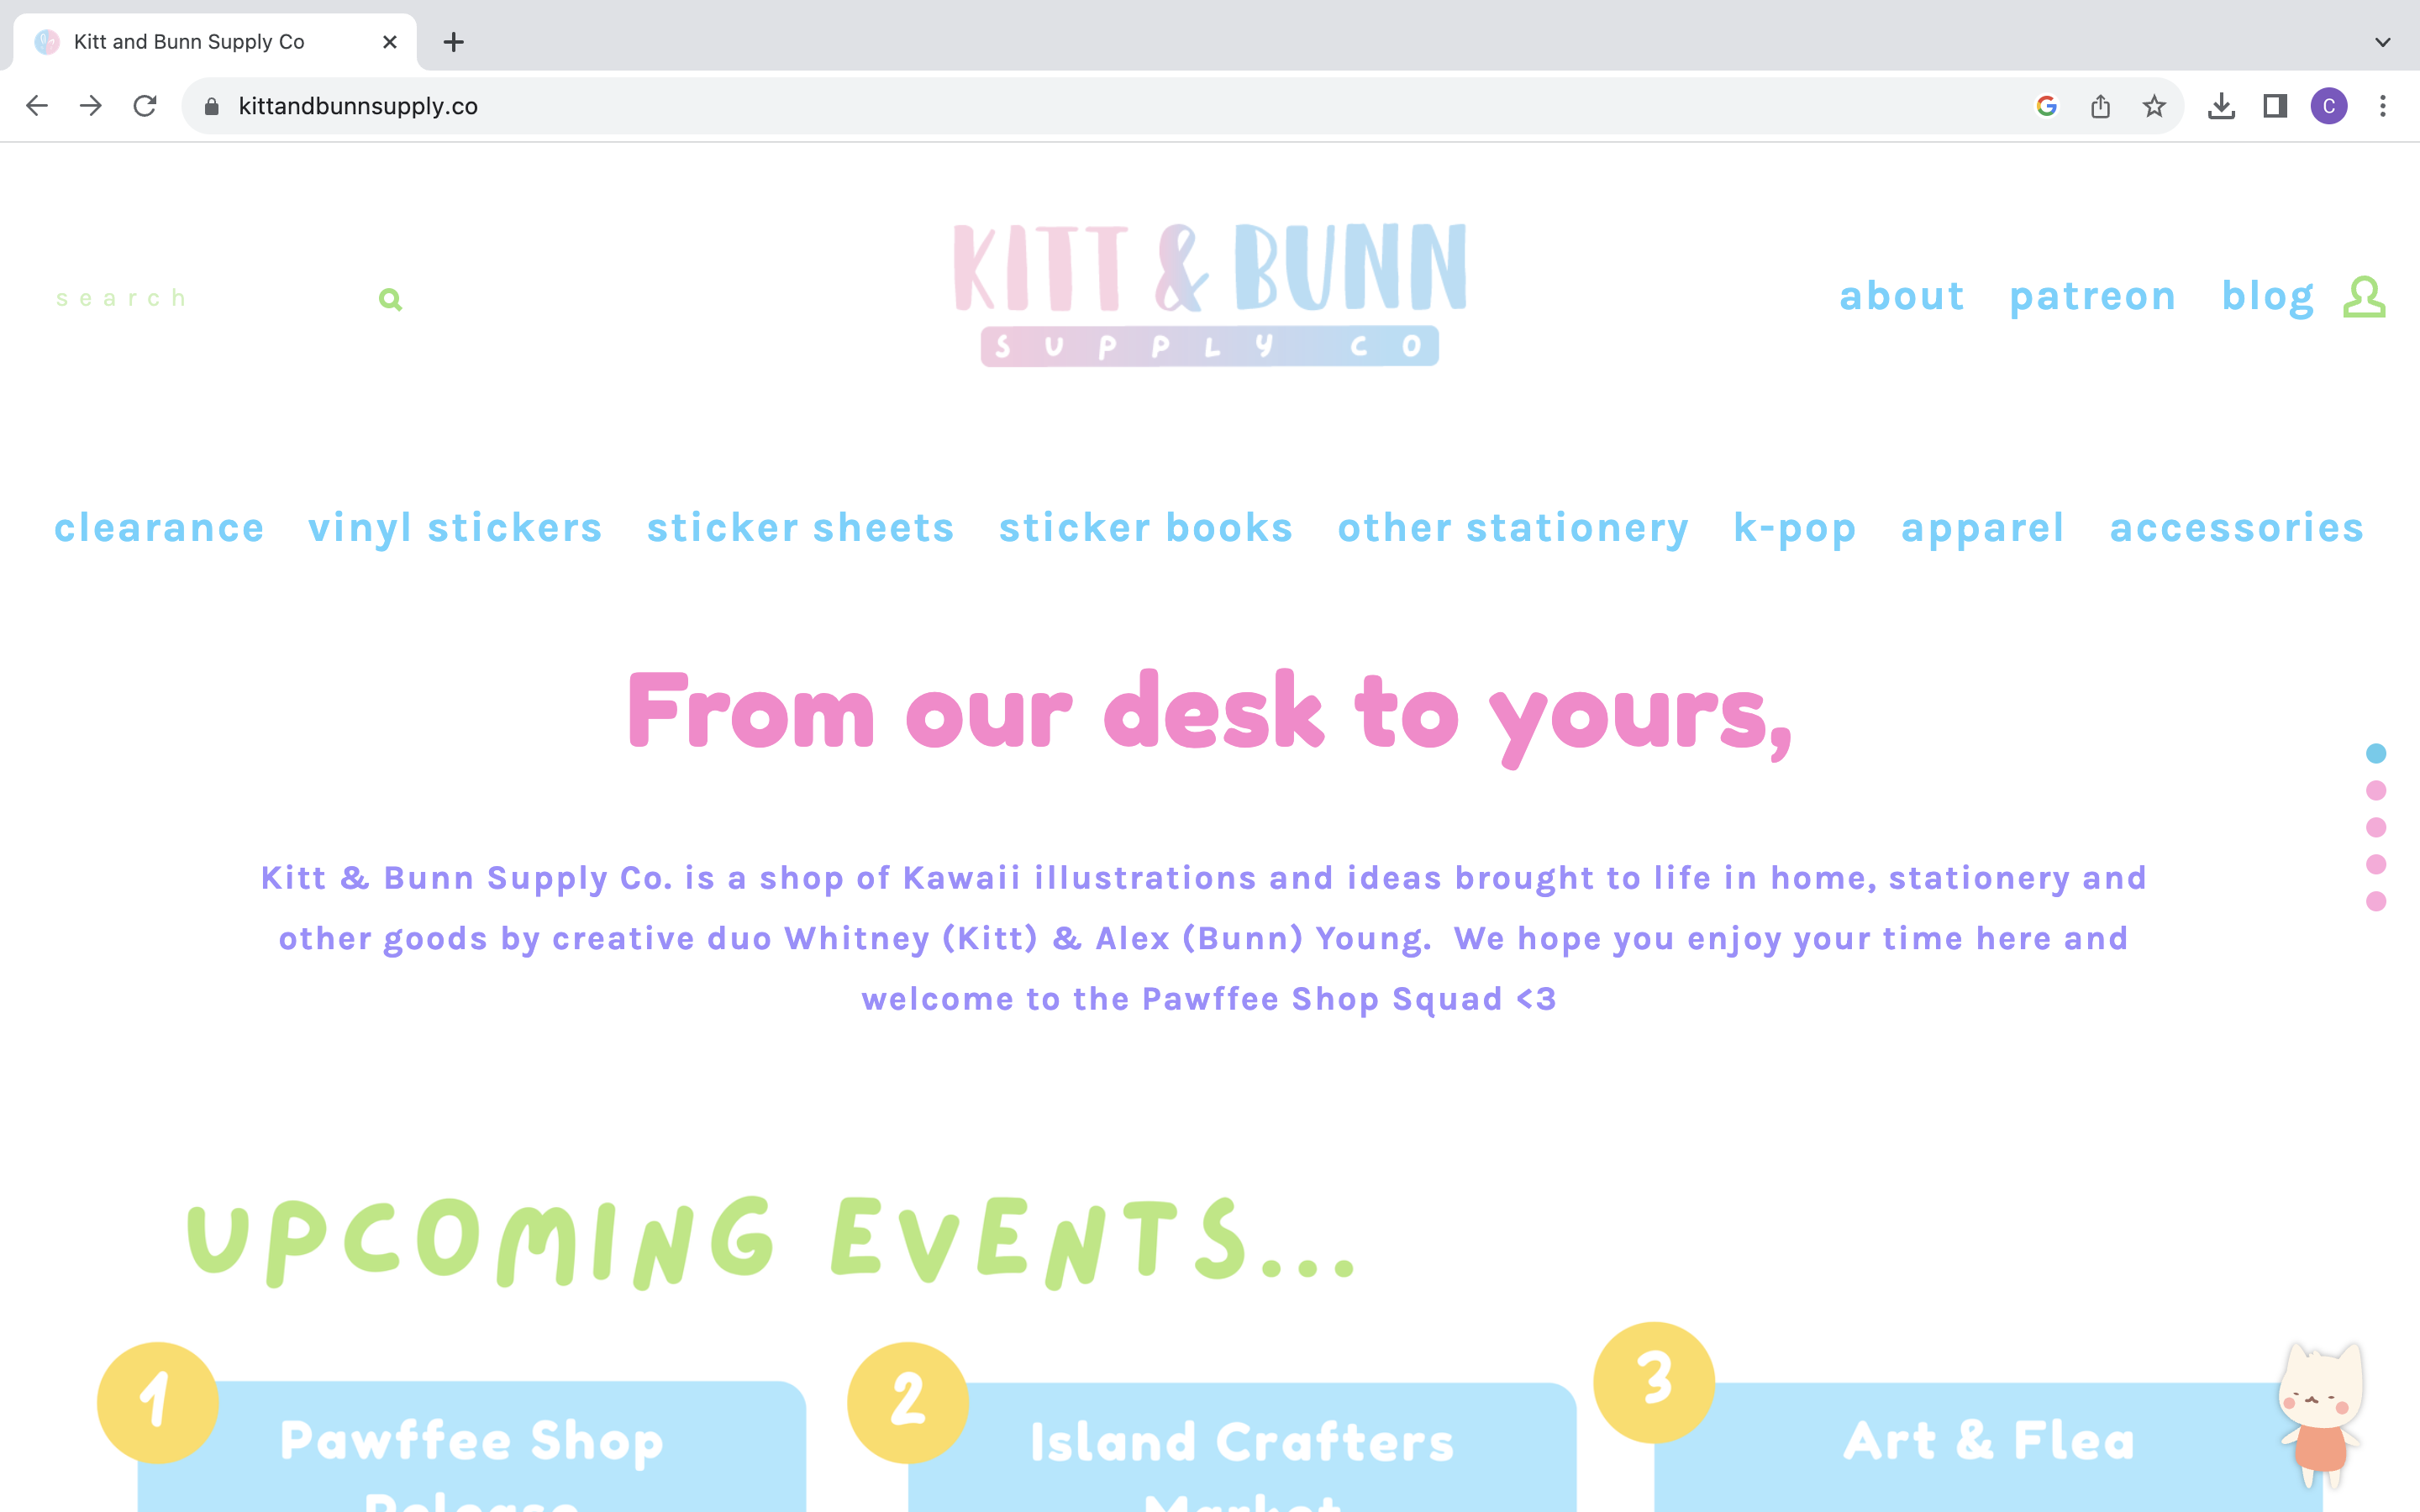 Kitt and Bunn Supply Co
kittandbunnsupply.co
C
search
KITT & BUNN
SUPPLY CO
about patreon blog
clearance vinyl stickers sticker sheets sticker books other stationery k-pop apparel accessories
From our desk to yours,
Kitt & Bunn Supply Co. is a shop of Kawaii illustrations and ideas brought to life in home, stationery and
other goods by creative duo Whitney (Kitt) & Alex (Bunn) Young. We hope you enjoy your time here and
welcome to the Pawffee Shop Squad <3
UPCOMING EVENTS...
1
Pawffee Shop
Release
2
Island Crafters
Market
3
Art & Flea